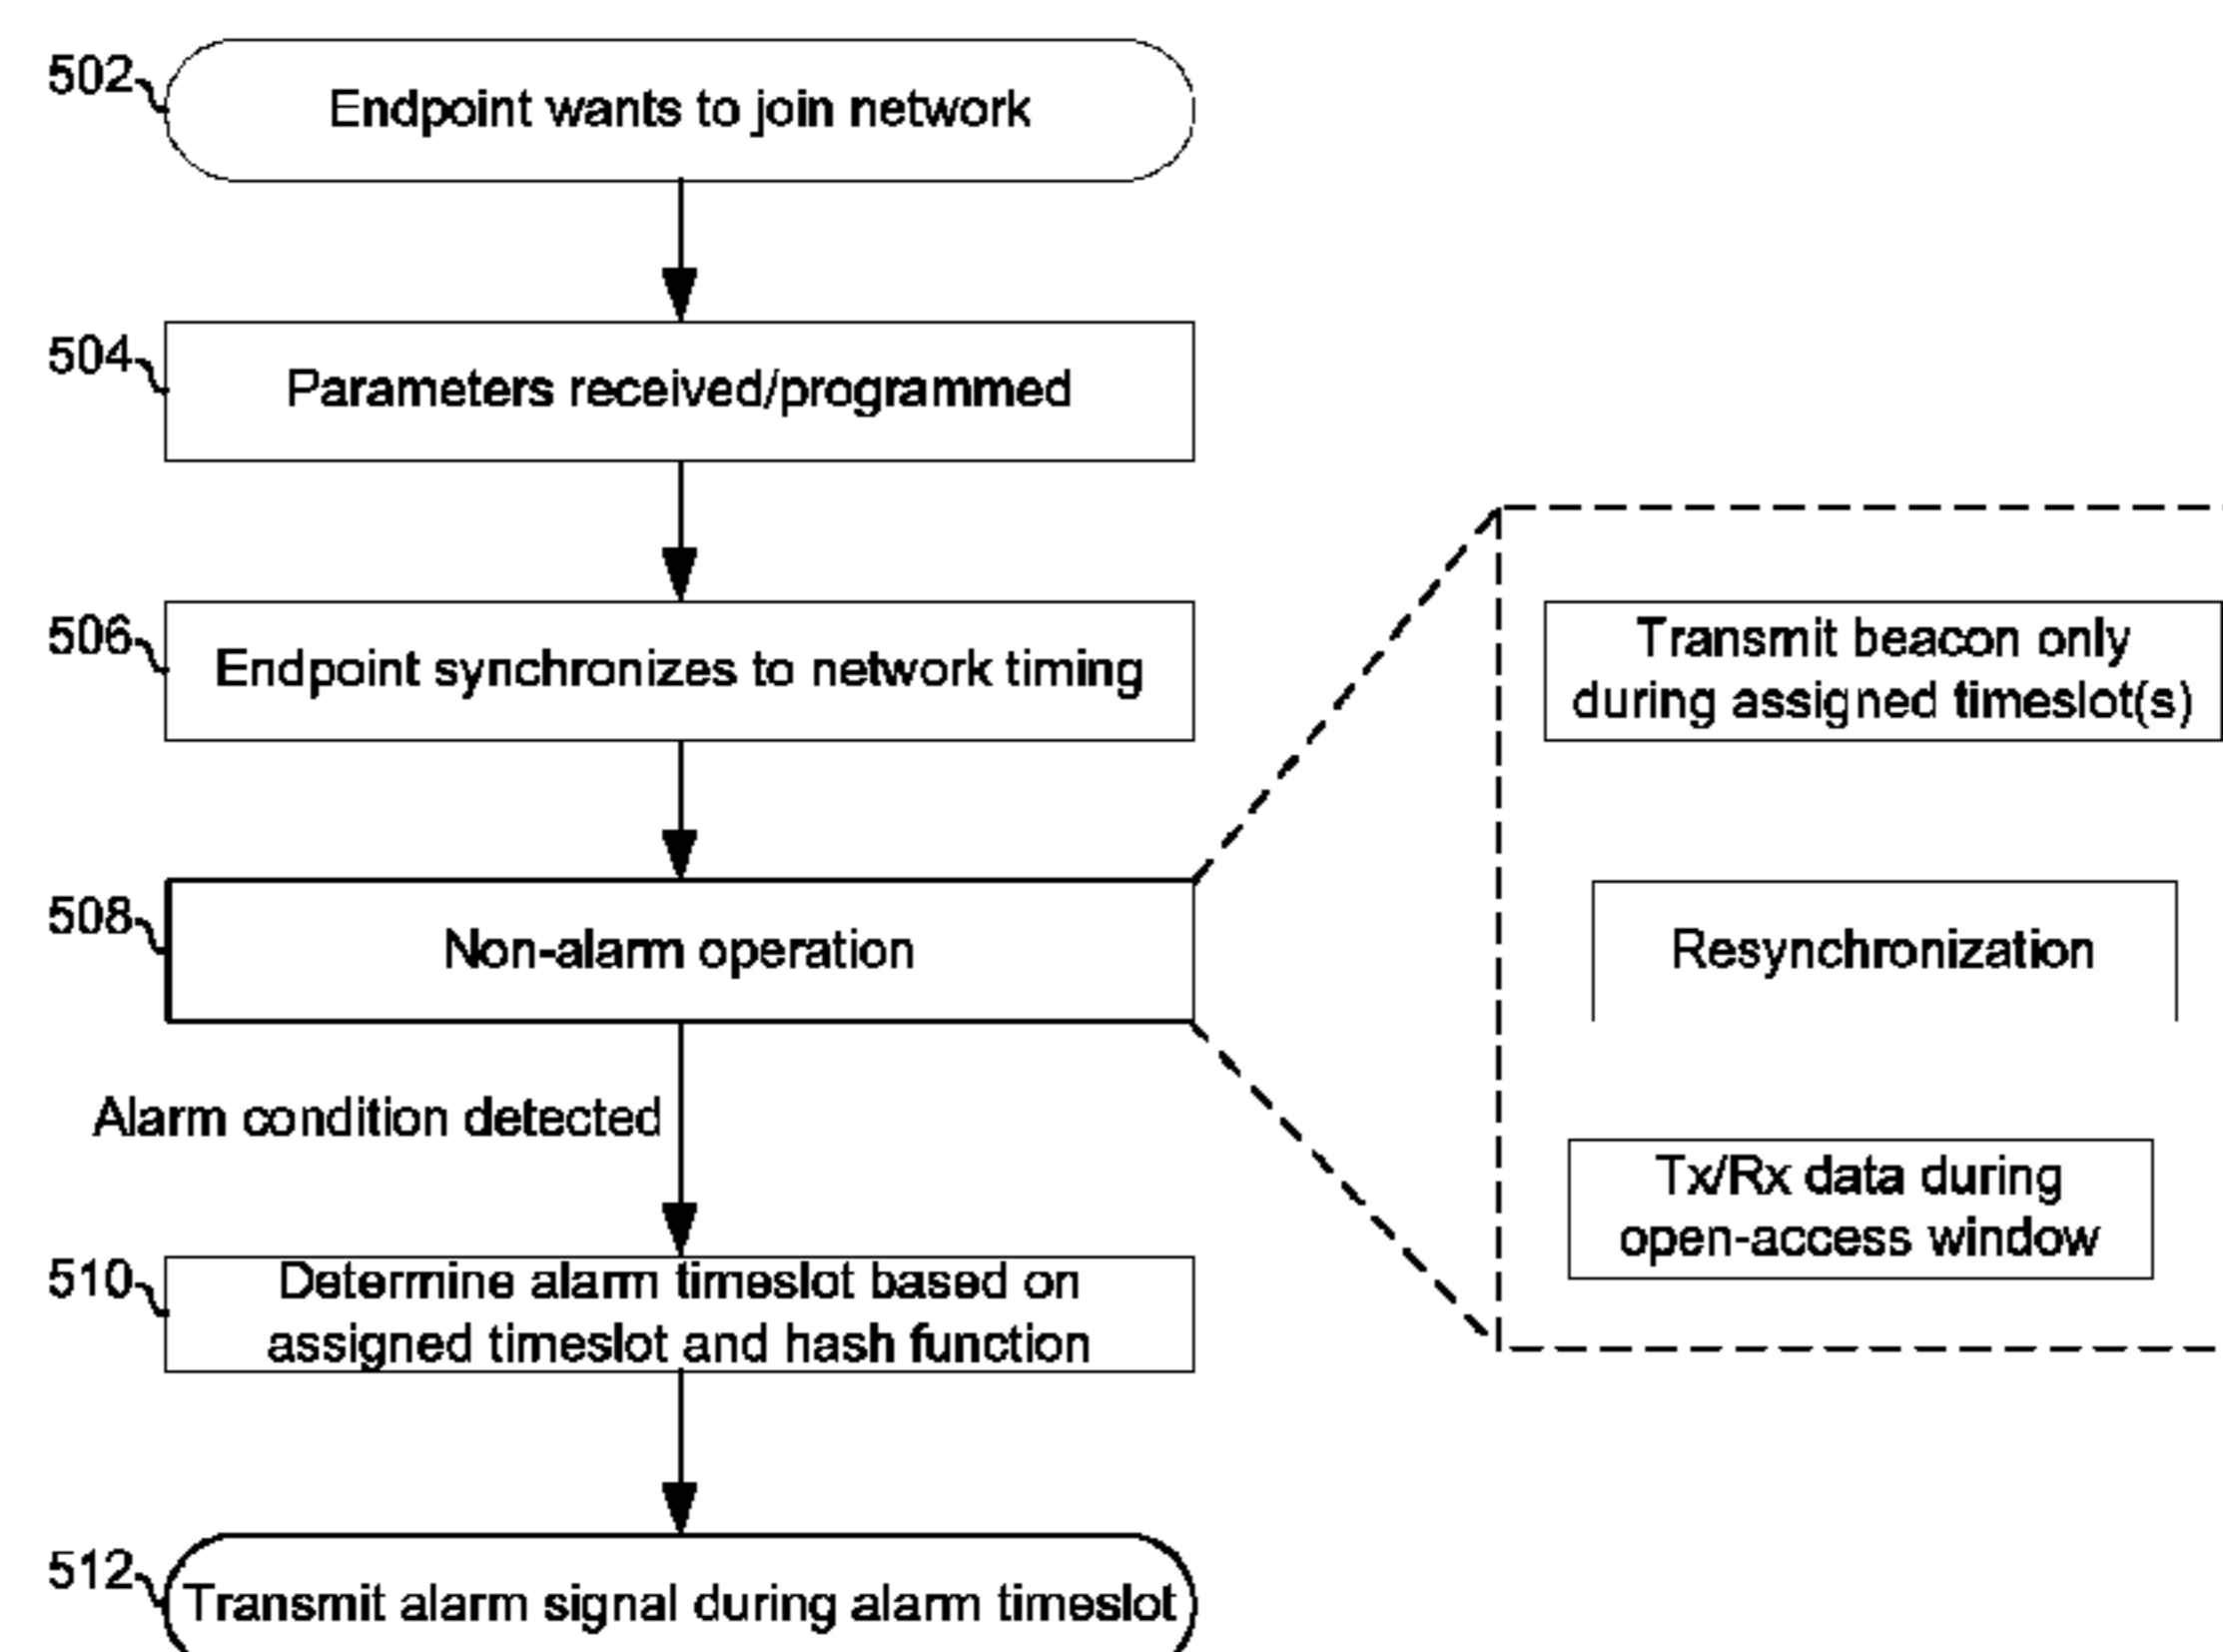 502
Endpoint wants to join network
504
Parameters received/programmed
506
Endpoint synchronizes to network timing
Transmit beacon only
during assigned timeslot(s)
508
Non-alarm operation
Resynchronization
Alarm condition detected
Tx/Rx data during
open-access window
510
Determine alarm timeslot based on
assigned timeslot and hash function
512
Transmit alarm signal during alarm timeslot